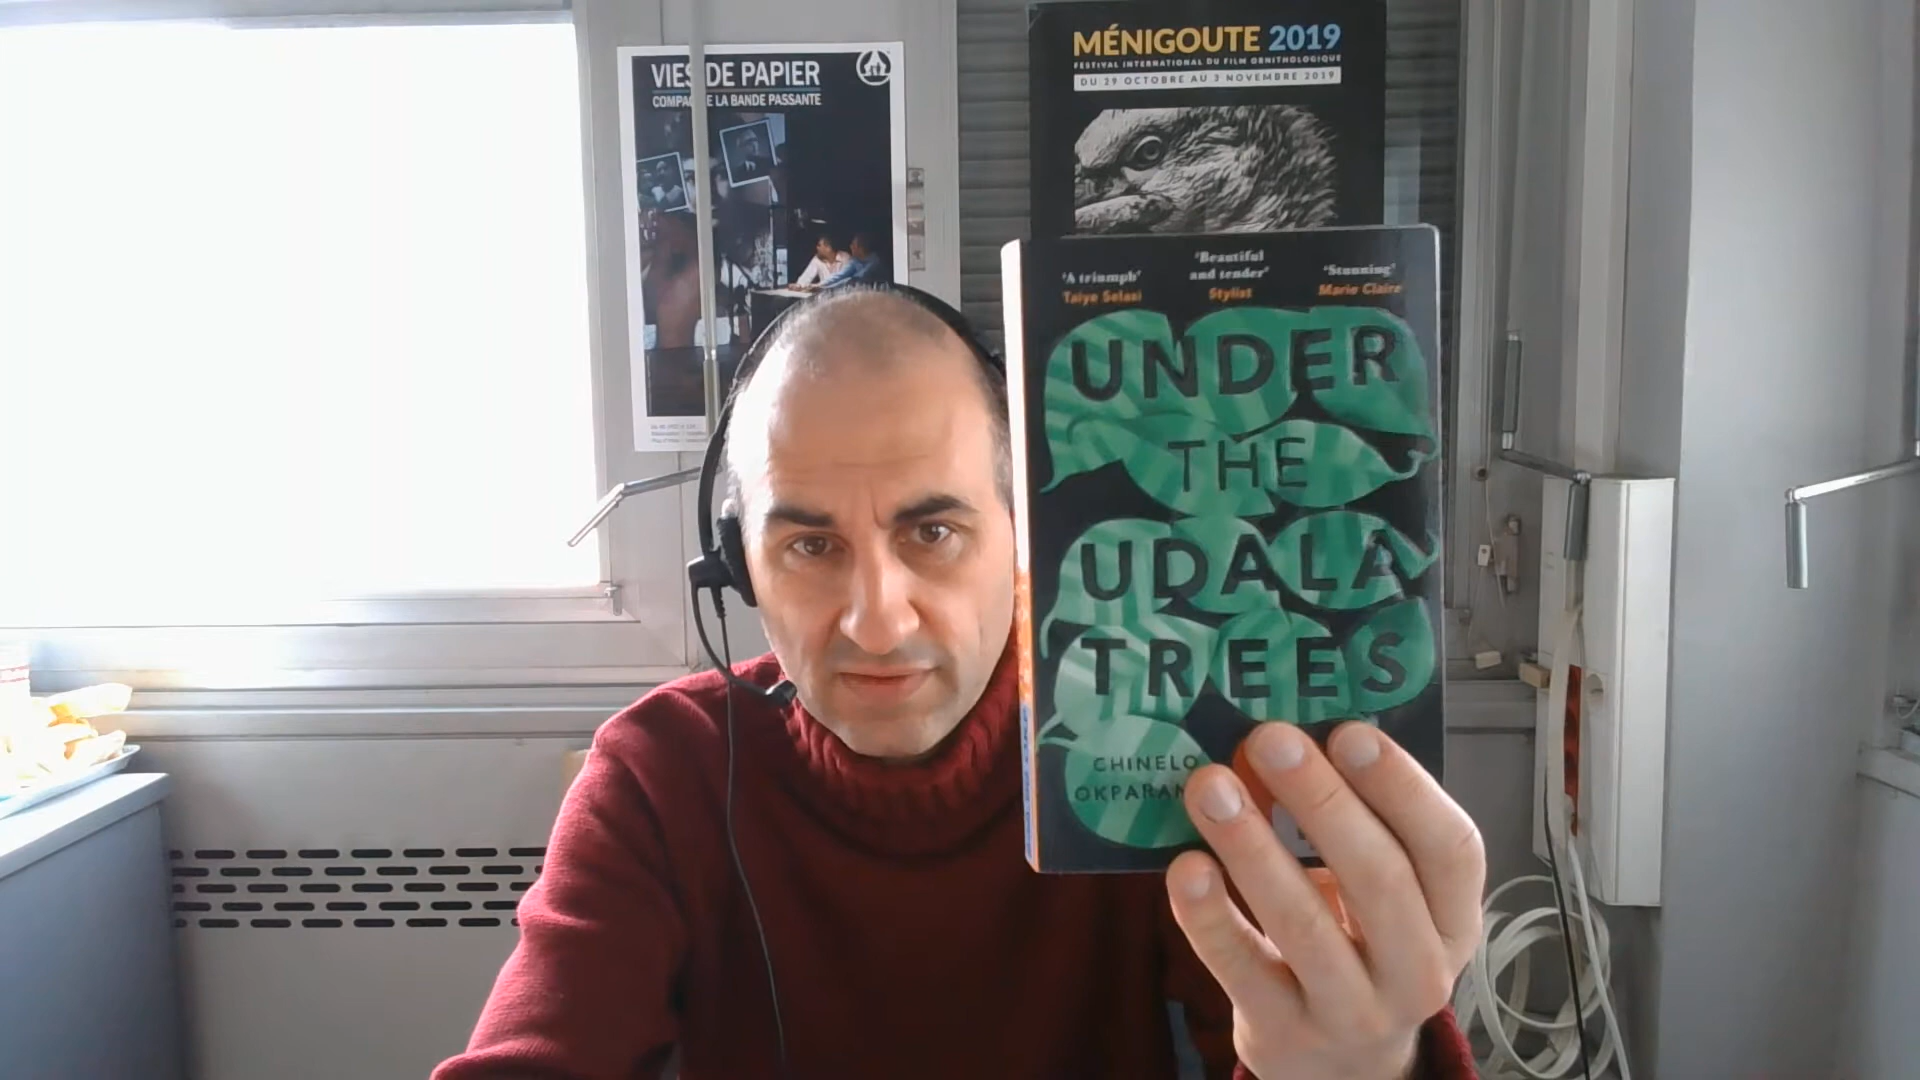 VIES DE PAPIER
COMPAG E LA BANDE PASSANTE
MÉNIGOUTE 2019
FESTIVAL INTERNATIONAL DU FILM ORNITHOLOGIQUE
DU 29 OCTOBRE AU 3 NOVEMBRE 2019
'A triumph'
Taiye Selasi
'Beautiful
and tender'
Stylist
'Stunning'
Marie Claire
UNDER
THE
UDALA
TREES
CHINELO
OKPARAN